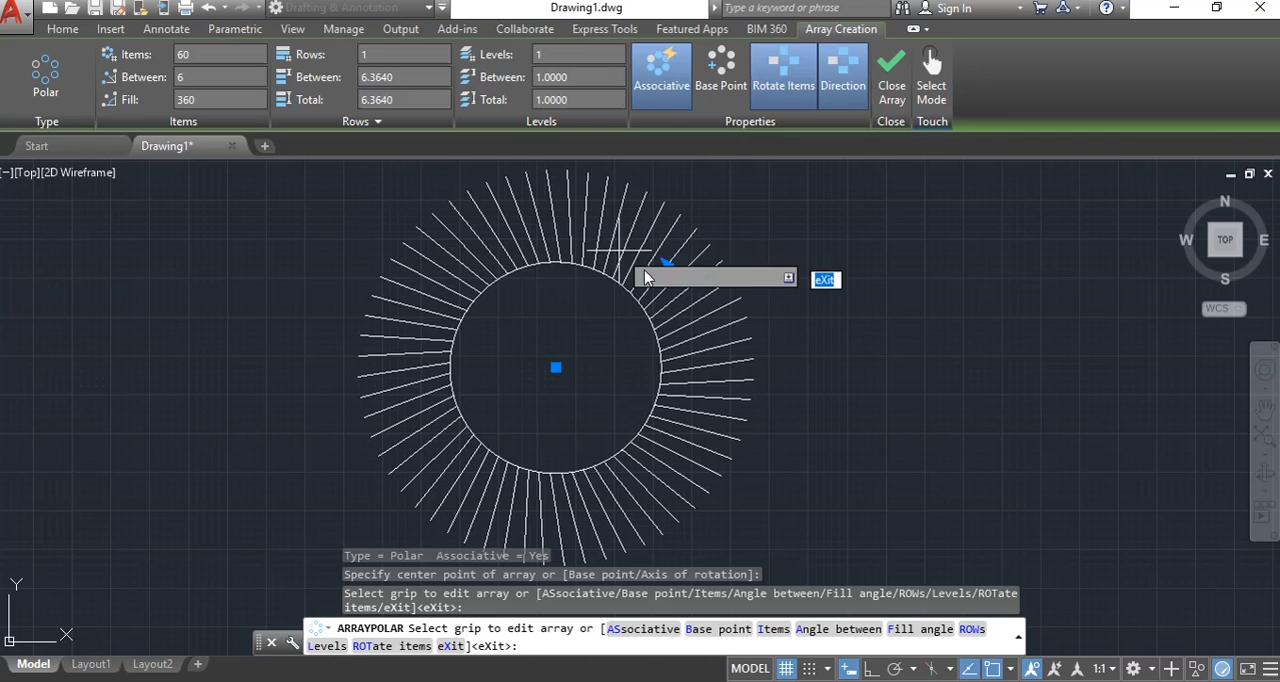 Drafting & Annotation
Drawing1.dwg
Type a keyword or phrase
Sign In
Home Insert Annotate Parametric View Manage Output Add-ins Collaborate Express Tools Featured Apps BIM 360 Array Creation
Items: 60 Rows: 1 Levels: 1
Between: 6 Between: 6.3640 Between: 1.0000
Fill: 360 Total: 6.3640 Total: 1.0000
Polar
Associative Base Point Rotate Items Direction Close Array Select Mode
Type Items Rows Levels Properties Close Touch
Start Drawing1*
[−][Top][2D Wireframe]
N
W TOP E
S
WCS
eXit
Y
X
Type = Polar Associative = Yes
Specify center point of array or [Base point/Axis of rotation]:
Select grip to edit array or [ASsociative/Base point/Items/Angle between/Fill angle/ROWs/Levels/ROTate
items/eXit]<eXit>:
ARRAYPOLAR Select grip to edit array or [ASsociative Base point Items Angle between Fill angle ROWs
Levels ROTate items eXit]<eXit>:
Model Layout1 Layout2 +
MODEL 1:1